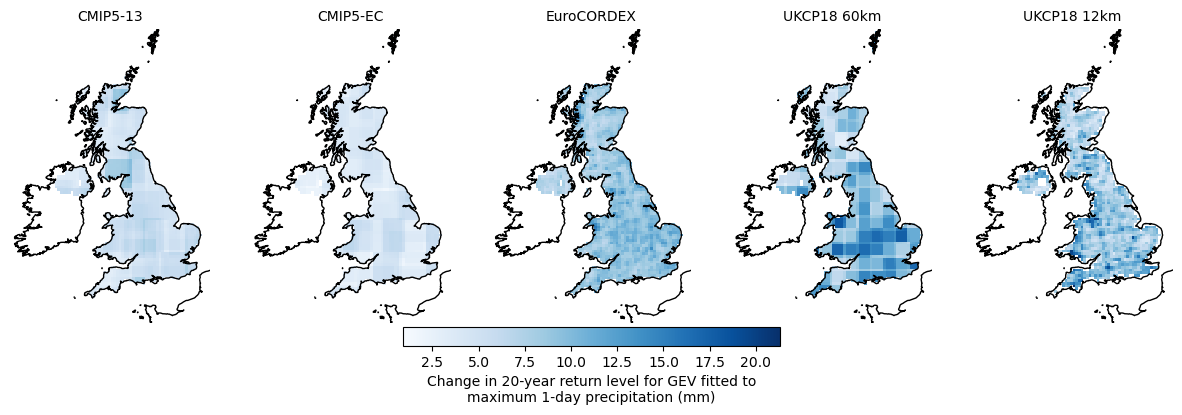 CMIP5-13
CMIP5-EC
EuroCORDEX
UKCP18 60km
UKCP18 12km
2.5 5.0 7.5 10.0 12.5 15.0 17.5 20.0
Change in 20-year return level for GEV fitted to
maximum 1-day precipitation (mm)